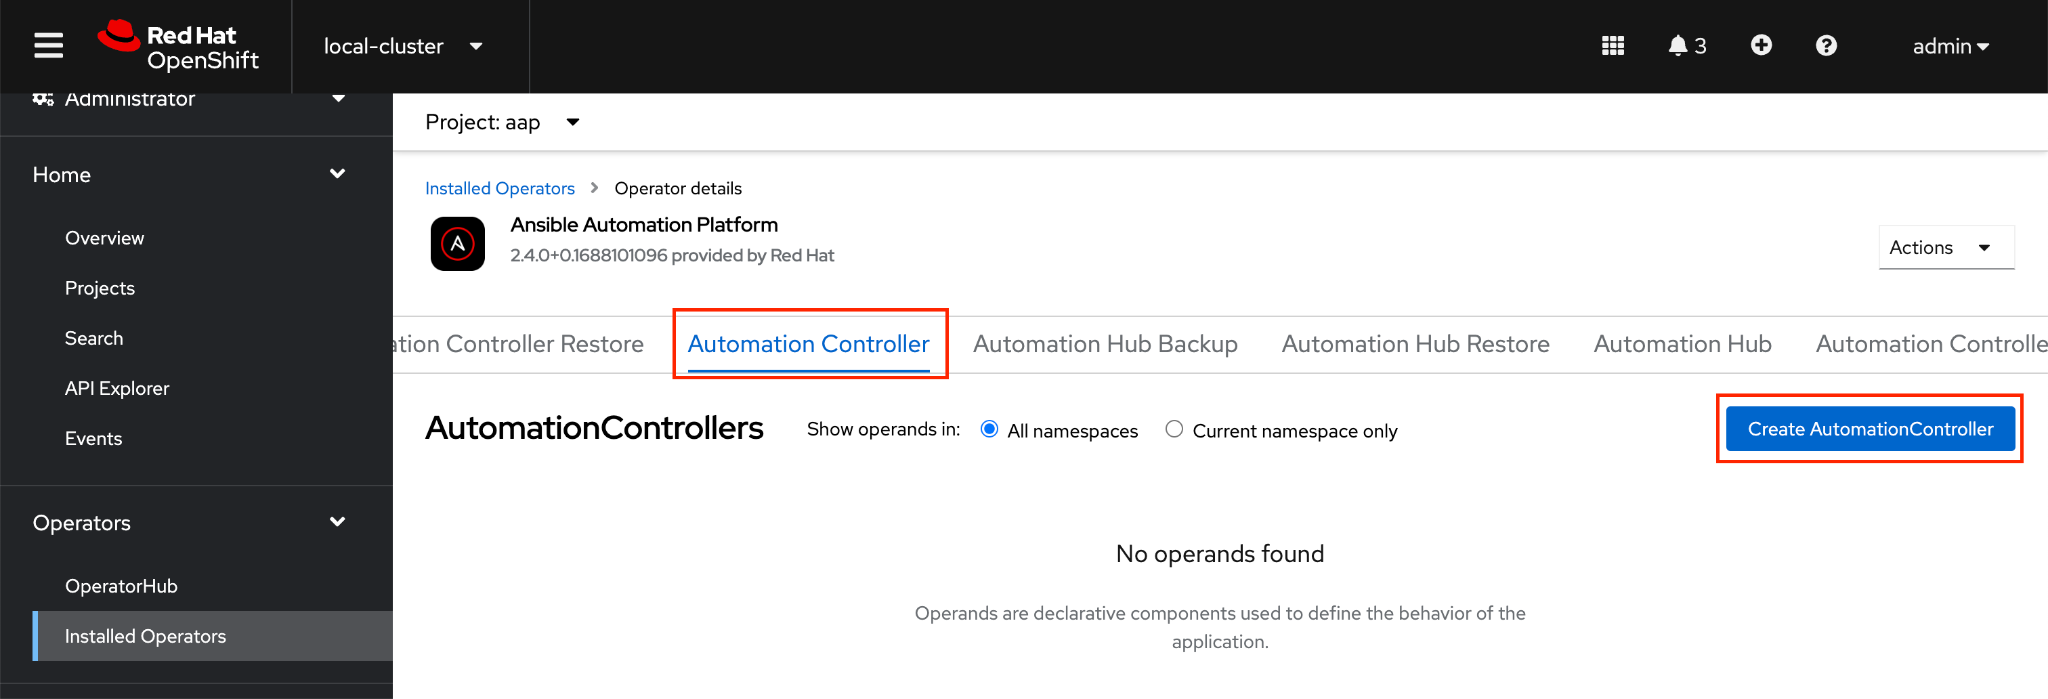 Red Hat
OpenShift
local-cluster
3
admin
Administrator
Home
Overview
Projects
Search
API Explorer
Events
Operators
OperatorHub
Installed Operators
Project: aap
Installed Operators > Operator details
Ansible Automation Platform
2.4.0+0.1688101096 provided by Red Hat
Actions
ation Controller Restore Automation Controller Automation Hub Backup Automation Hub Restore Automation Hub Automation Controlle
AutomationControllers Show operands in: All namespaces Current namespace only Create AutomationController
No operands found
Operands are declarative components used to define the behavior of the
application.